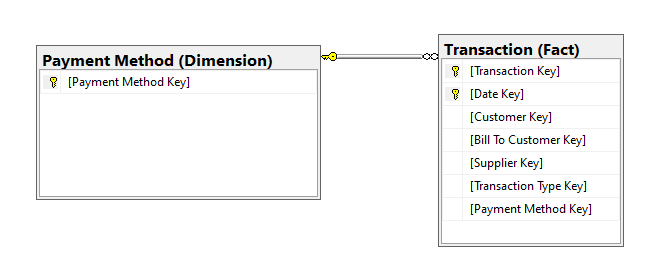 Payment Method (Dimension)
[Payment Method Key]
Transaction (Fact)
[Transaction Key]
[Date Key]
[Customer Key]
[Bill To Customer Key]
[Supplier Key]
[Transaction Type Key]
[Payment Method Key]